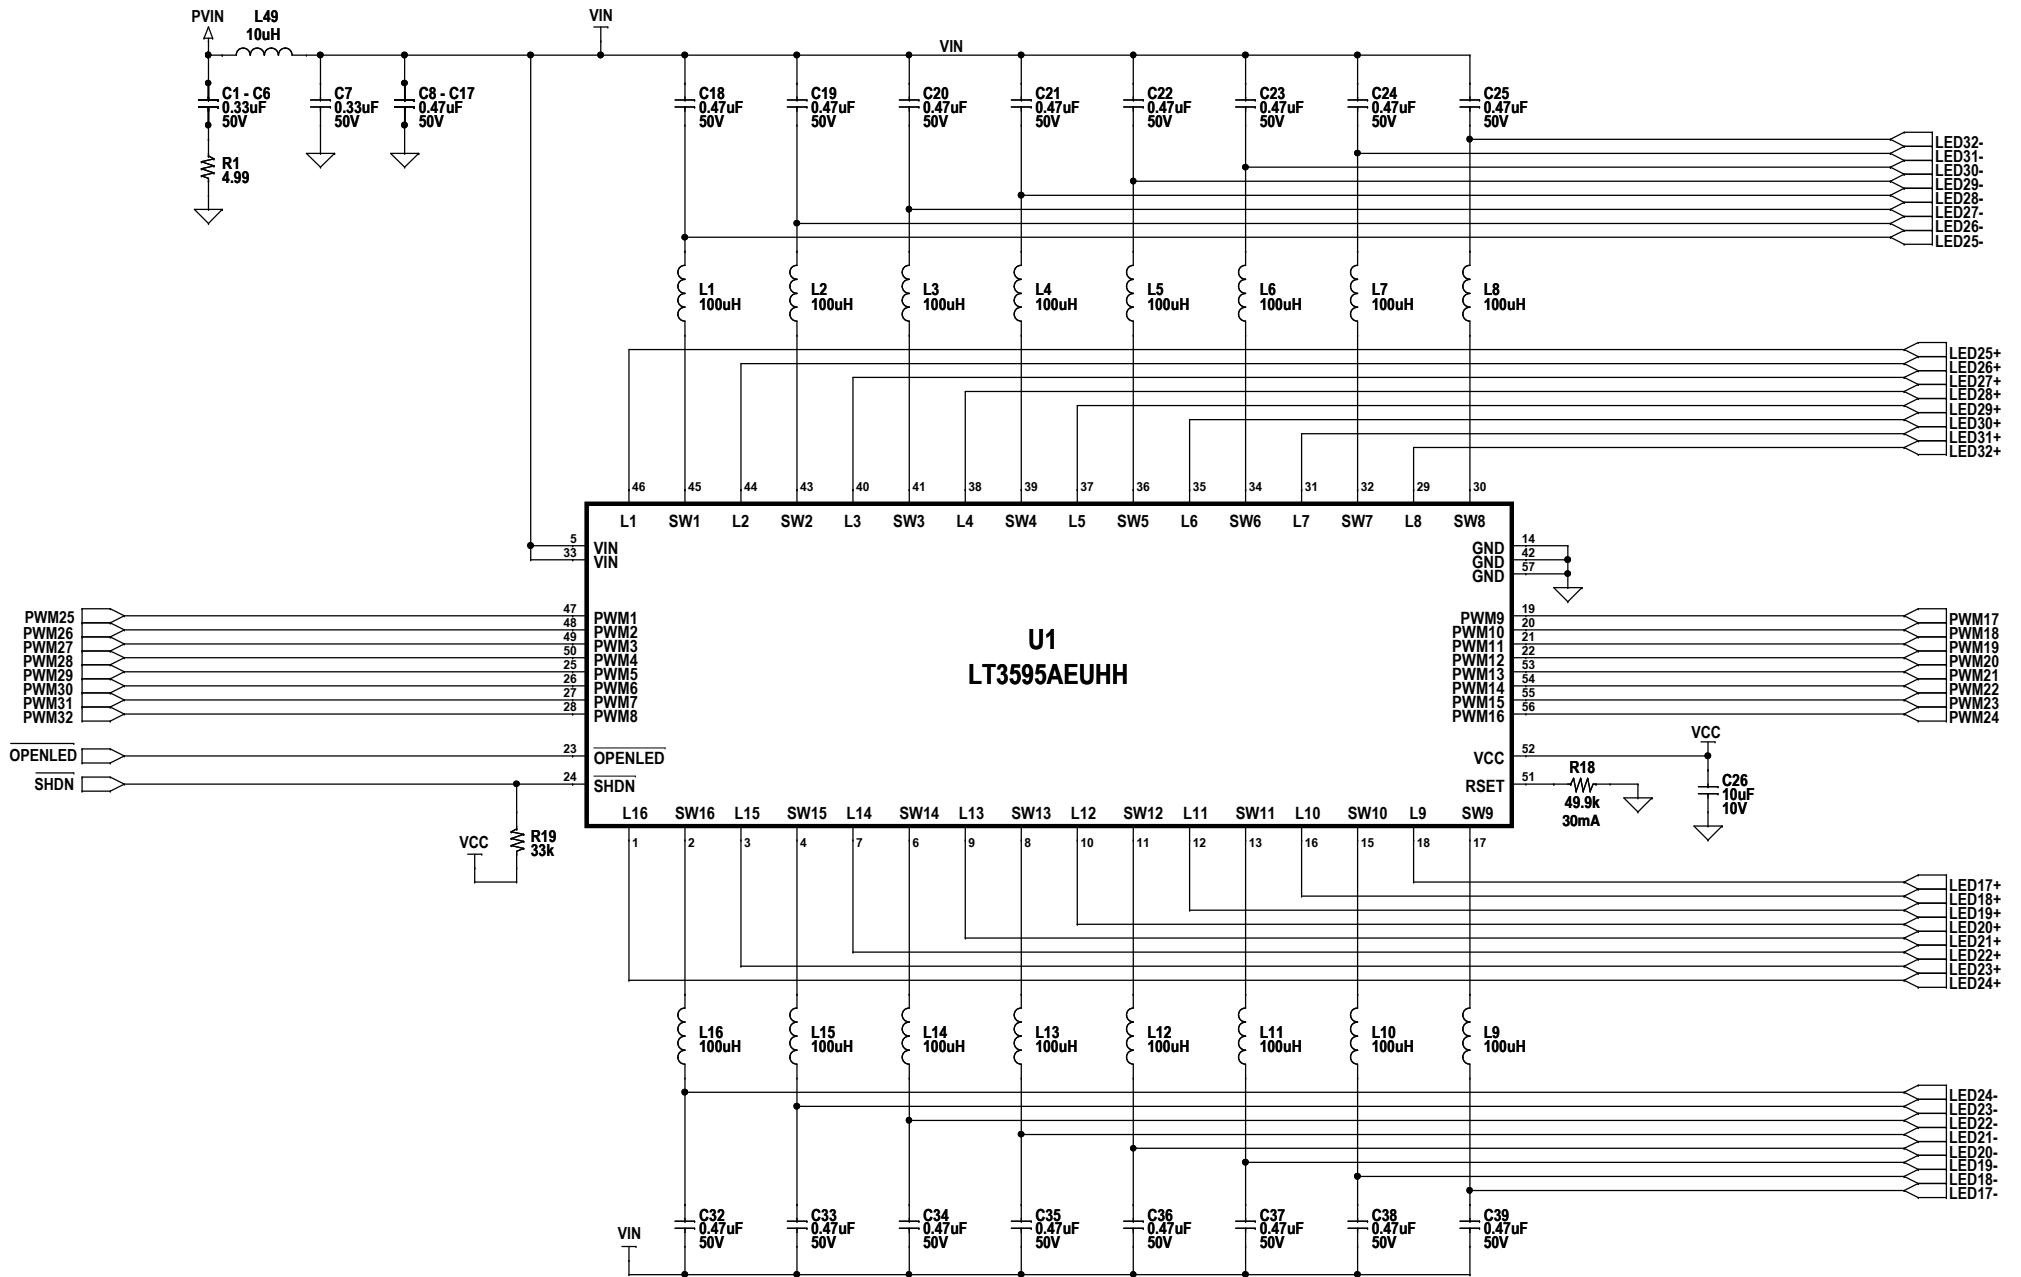 PVIN
L49
10uH
VIN
VIN
C1 - C6
0.33uF
50V
C7
0.33uF
50V
C8 - C17
0.47uF
50V
C18
0.47uF
50V
C19
0.47uF
50V
C20
0.47uF
50V
C21
0.47uF
50V
C22
0.47uF
50V
C23
0.47uF
50V
C24
0.47uF
50V
C25
0.47uF
50V
R1
4.99
LED32-
LED31-
LED30-
LED29-
LED28-
LED27-
LED26-
LED25-
L1
100uH
L2
100uH
L3
100uH
L4
100uH
L5
100uH
L6
100uH
L7
100uH
L8
100uH
LED25+
LED26+
LED27+
LED28+
LED29+
LED30+
LED31+
LED32+
46 45 44 43 40 41 38 39 37 36 35 34 31 32 29 30
L1 SW1 L2 SW2 L3 SW3 L4 SW4 L5 SW5 L6 SW6 L7 SW7 L8 SW8
5 VIN
33 VIN
GND 14
GND 42
GND 57
PWM25 47 PWM1
PWM26 48 PWM2
PWM27 49 PWM3
PWM28 50 PWM4
PWM29 25 PWM5
PWM30 26 PWM6
PWM31 27 PWM7
PWM32 28 PWM8
U1
LT3595AEUHH
PWM9 19 PWM17
PWM10 20 PWM18
PWM11 21 PWM19
PWM12 22 PWM20
PWM13 53 PWM21
PWM14 54 PWM22
PWM15 55 PWM23
PWM16 56 PWM24
OPENLED 23 OPENLED
SHDN 24 SHDN
VCC 52
VCC
RSET 51
R18
49.9k
30mA
C26
10uF
10V
L16 SW16 L15 SW15 L14 SW14 L13 SW13 L12 SW12 L11 SW11 L10 SW10 L9 SW9
1 2 3 4 7 6 9 8 10 11 12 13 16 15 18 17
VCC
R19
33k
LED17+
LED18+
LED19+
LED20+
LED21+
LED22+
LED23+
LED24+
L16
100uH
L15
100uH
L14
100uH
L13
100uH
L12
100uH
L11
100uH
L10
100uH
L9
100uH
LED24-
LED23-
LED22-
LED21-
LED20-
LED19-
LED18-
LED17-
VIN
C32
0.47uF
50V
C33
0.47uF
50V
C34
0.47uF
50V
C35
0.47uF
50V
C36
0.47uF
50V
C37
0.47uF
50V
C38
0.47uF
50V
C39
0.47uF
50V